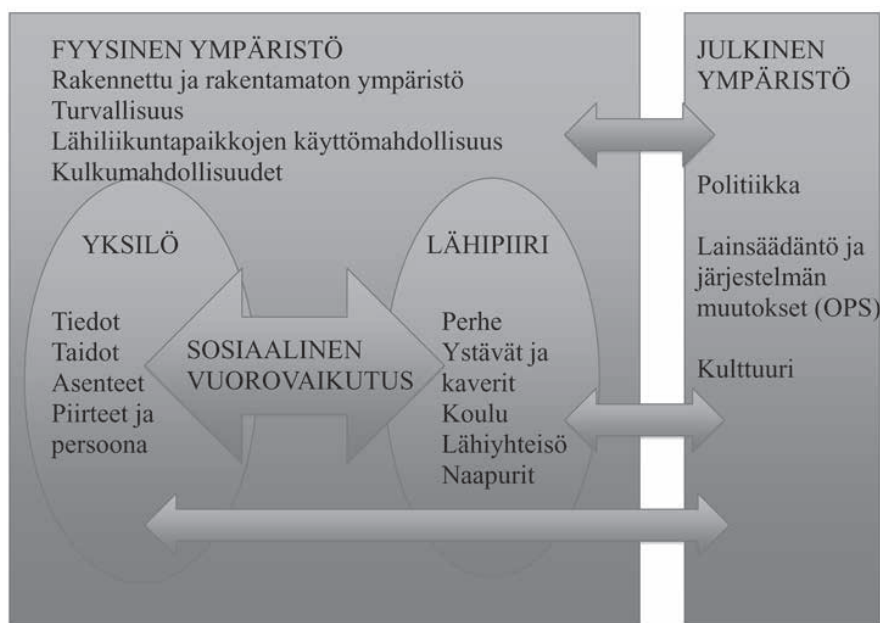 FYYSINEN YMPÄRISTÖ
Rakennettu ja rakentamaton ympäristö
Turvallisuus
Lähiliikuntapaikkojen käyttömahdollisuus
Kulkumahdollisuudet
YKSILÖ
Tiedot
Taidot
Asenteet
Piirteet ja
persoona
SOSIAALINEN
VUOROVAIKUTUS
LÄHIPIIRI
Perhe
Ystävät ja
kaverit
Koulu
Lähiyhteisö
Naapurit
JULKINEN
YMPÄRISTÖ
Politiikka
Lainsäädäntö ja
järjestelmän
muutokset (OPS)
Kulttuuri